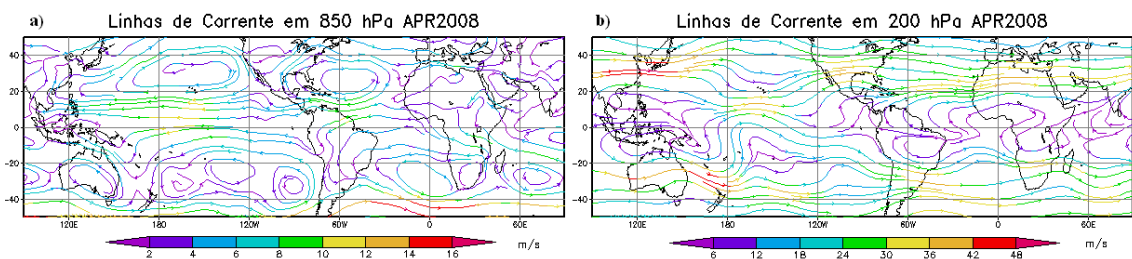 a) Linhas de Corrente em 850 hPa APR2008
40
20
0
-20
-40
120E 180 120W 60W 0 60E
2 4 6 8 10 12 14 16 m/s
b) Linhas de Corrente em 200 hPa APR2008
40
20
0
-20
-40
120E 180 120W 60W 0 60E
6 12 18 24 30 36 42 48 m/s